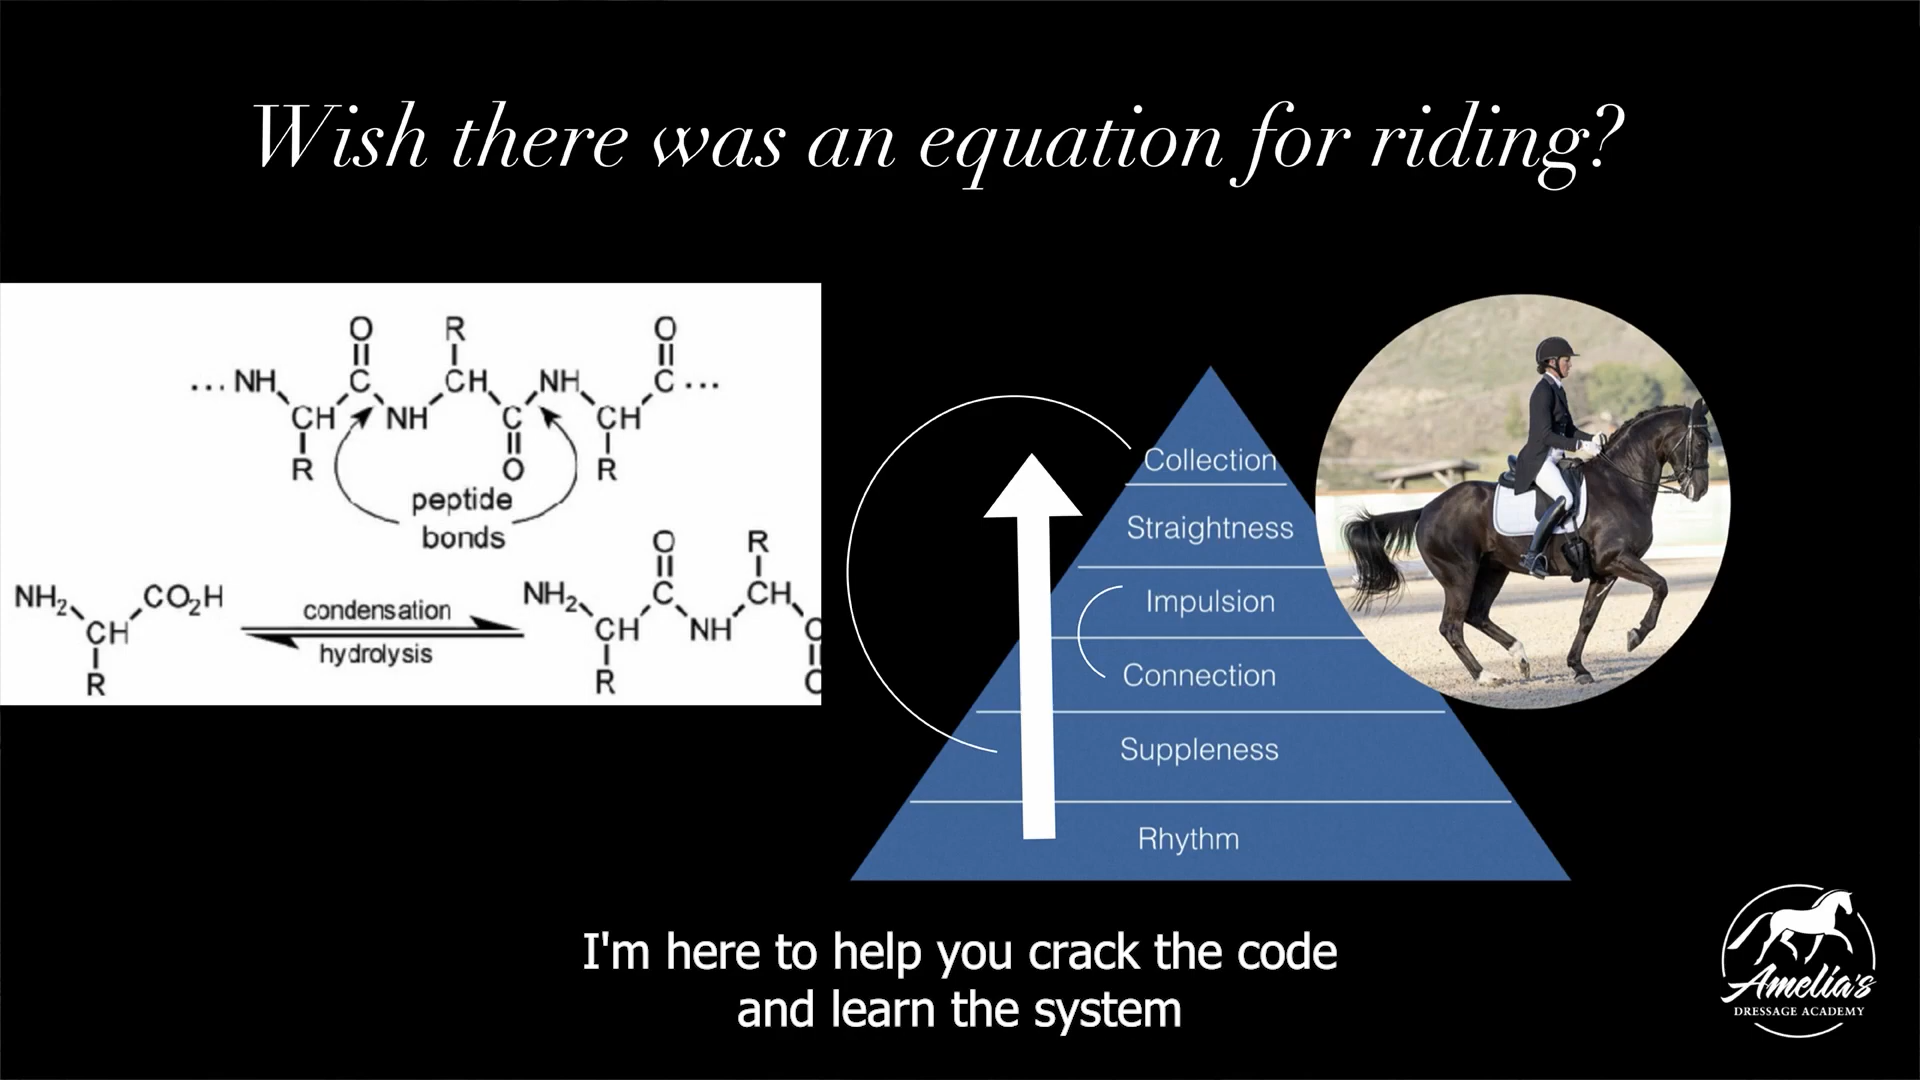 Wish there was an equation for riding?
O R O
...NH C CH NH C...
CH NH C CH
R O R
peptide
bonds
O R
NH₂ CO₂H condensation NH₂ C CH
CH hydrolysis CH NH C
R R O
Collection
Straightness
Impulsion
Connection
Suppleness
Rhythm
I'm here to help you crack the code
and learn the system
Amelia's
DRESSAGE ACADEMY